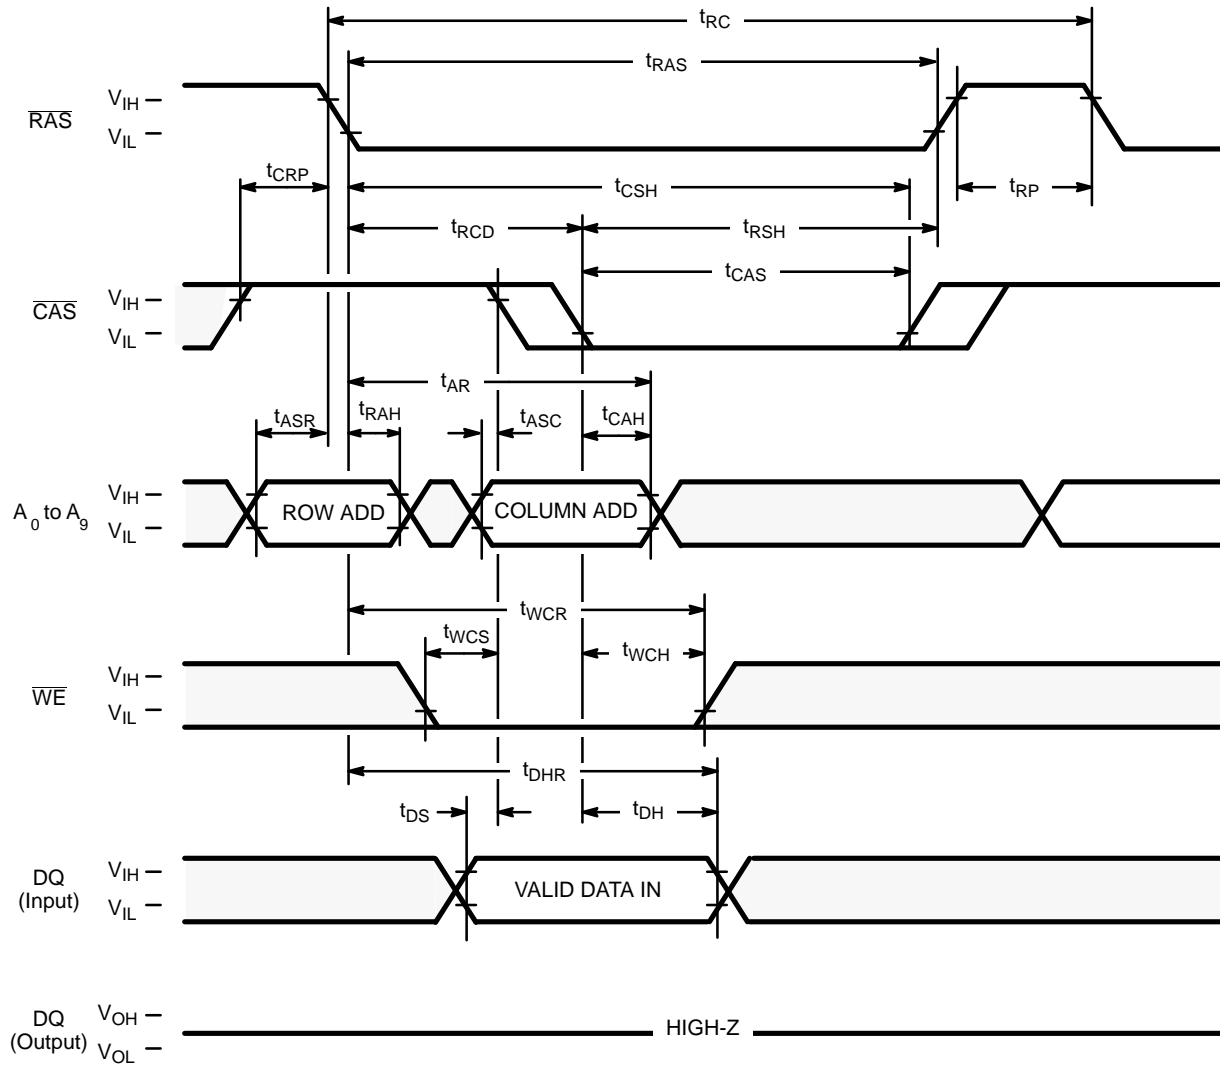 tRC
tRAS
RAS
VIH
VIL
tCRP
tCSH
tRP
tRCD
tRSH
tCAS
CAS
VIH
VIL
tAR
tASR
tRAH
tASC
tCAH
A0 to A9
VIH
VIL
ROW ADD
COLUMN ADD
tWCR
tWCS
tWCH
WE
VIH
VIL
tDHR
tDS
tDH
DQ
(Input)
VIH
VIL
VALID DATA IN
DQ
(Output)
VOH
VOL
HIGH-Z